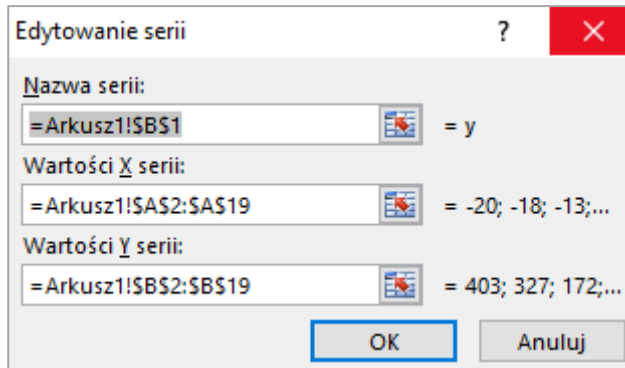 Edytowanie serii ?
Nazwa serii:
=Arkusz1!$B$1 = y
Wartości X serii:
=Arkusz1!$A$2:$A$19 = -20; -18; -13;...
Wartości Y serii:
=Arkusz1!$B$2:$B$19 = 403; 327; 172;...
OK Anuluj